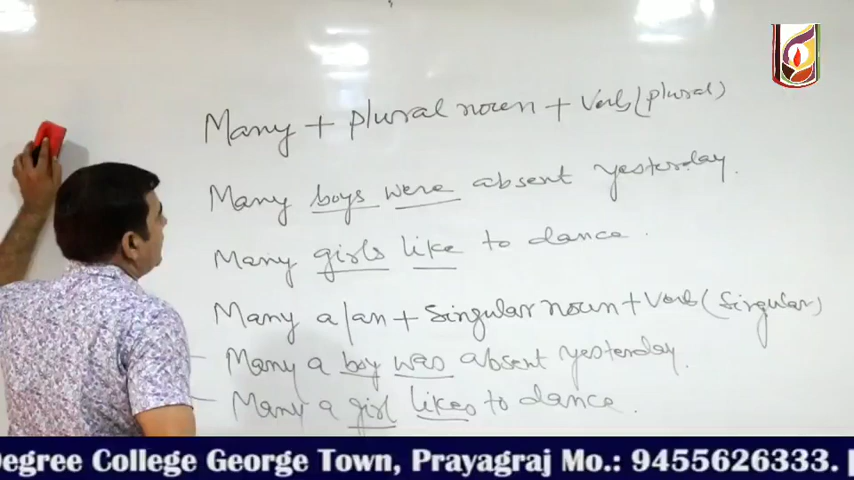 Many + plural noun + Verb(plural)
Many boys were absent yesterday.
Many girls like to dance.
Many a/an + Singular noun + Verb(Singular)
Many a boy was absent yesterday.
Many a girl likes to dance.
Degree College George Town, Prayagraj Mo.: 9455626333.